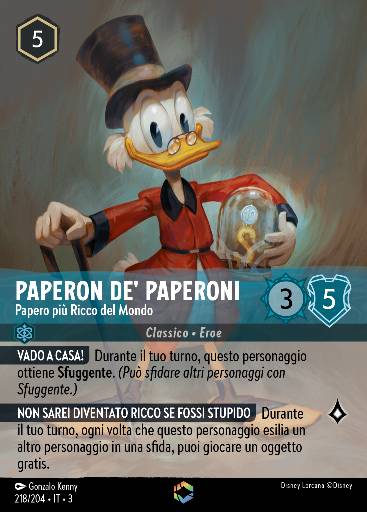 5
PAPERON DE' PAPERONI
Papero più Ricco del Mondo
3
5
Classico • Eroe
VADO A CASA! Durante il tuo turno, questo personaggio
ottiene Sfuggente. (Può sfidare altri personaggi con
Sfuggente.)
NON SAREI DIVENTATO RICCO SE FOSSI STUPIDO Durante
il tuo turno, ogni volta che questo personaggio esilia un
altro personaggio in una sfida, puoi giocare un oggetto
gratis.
Gonzalo Kenny
Disney Lorcana ©Disney
218/204 • IT • 3